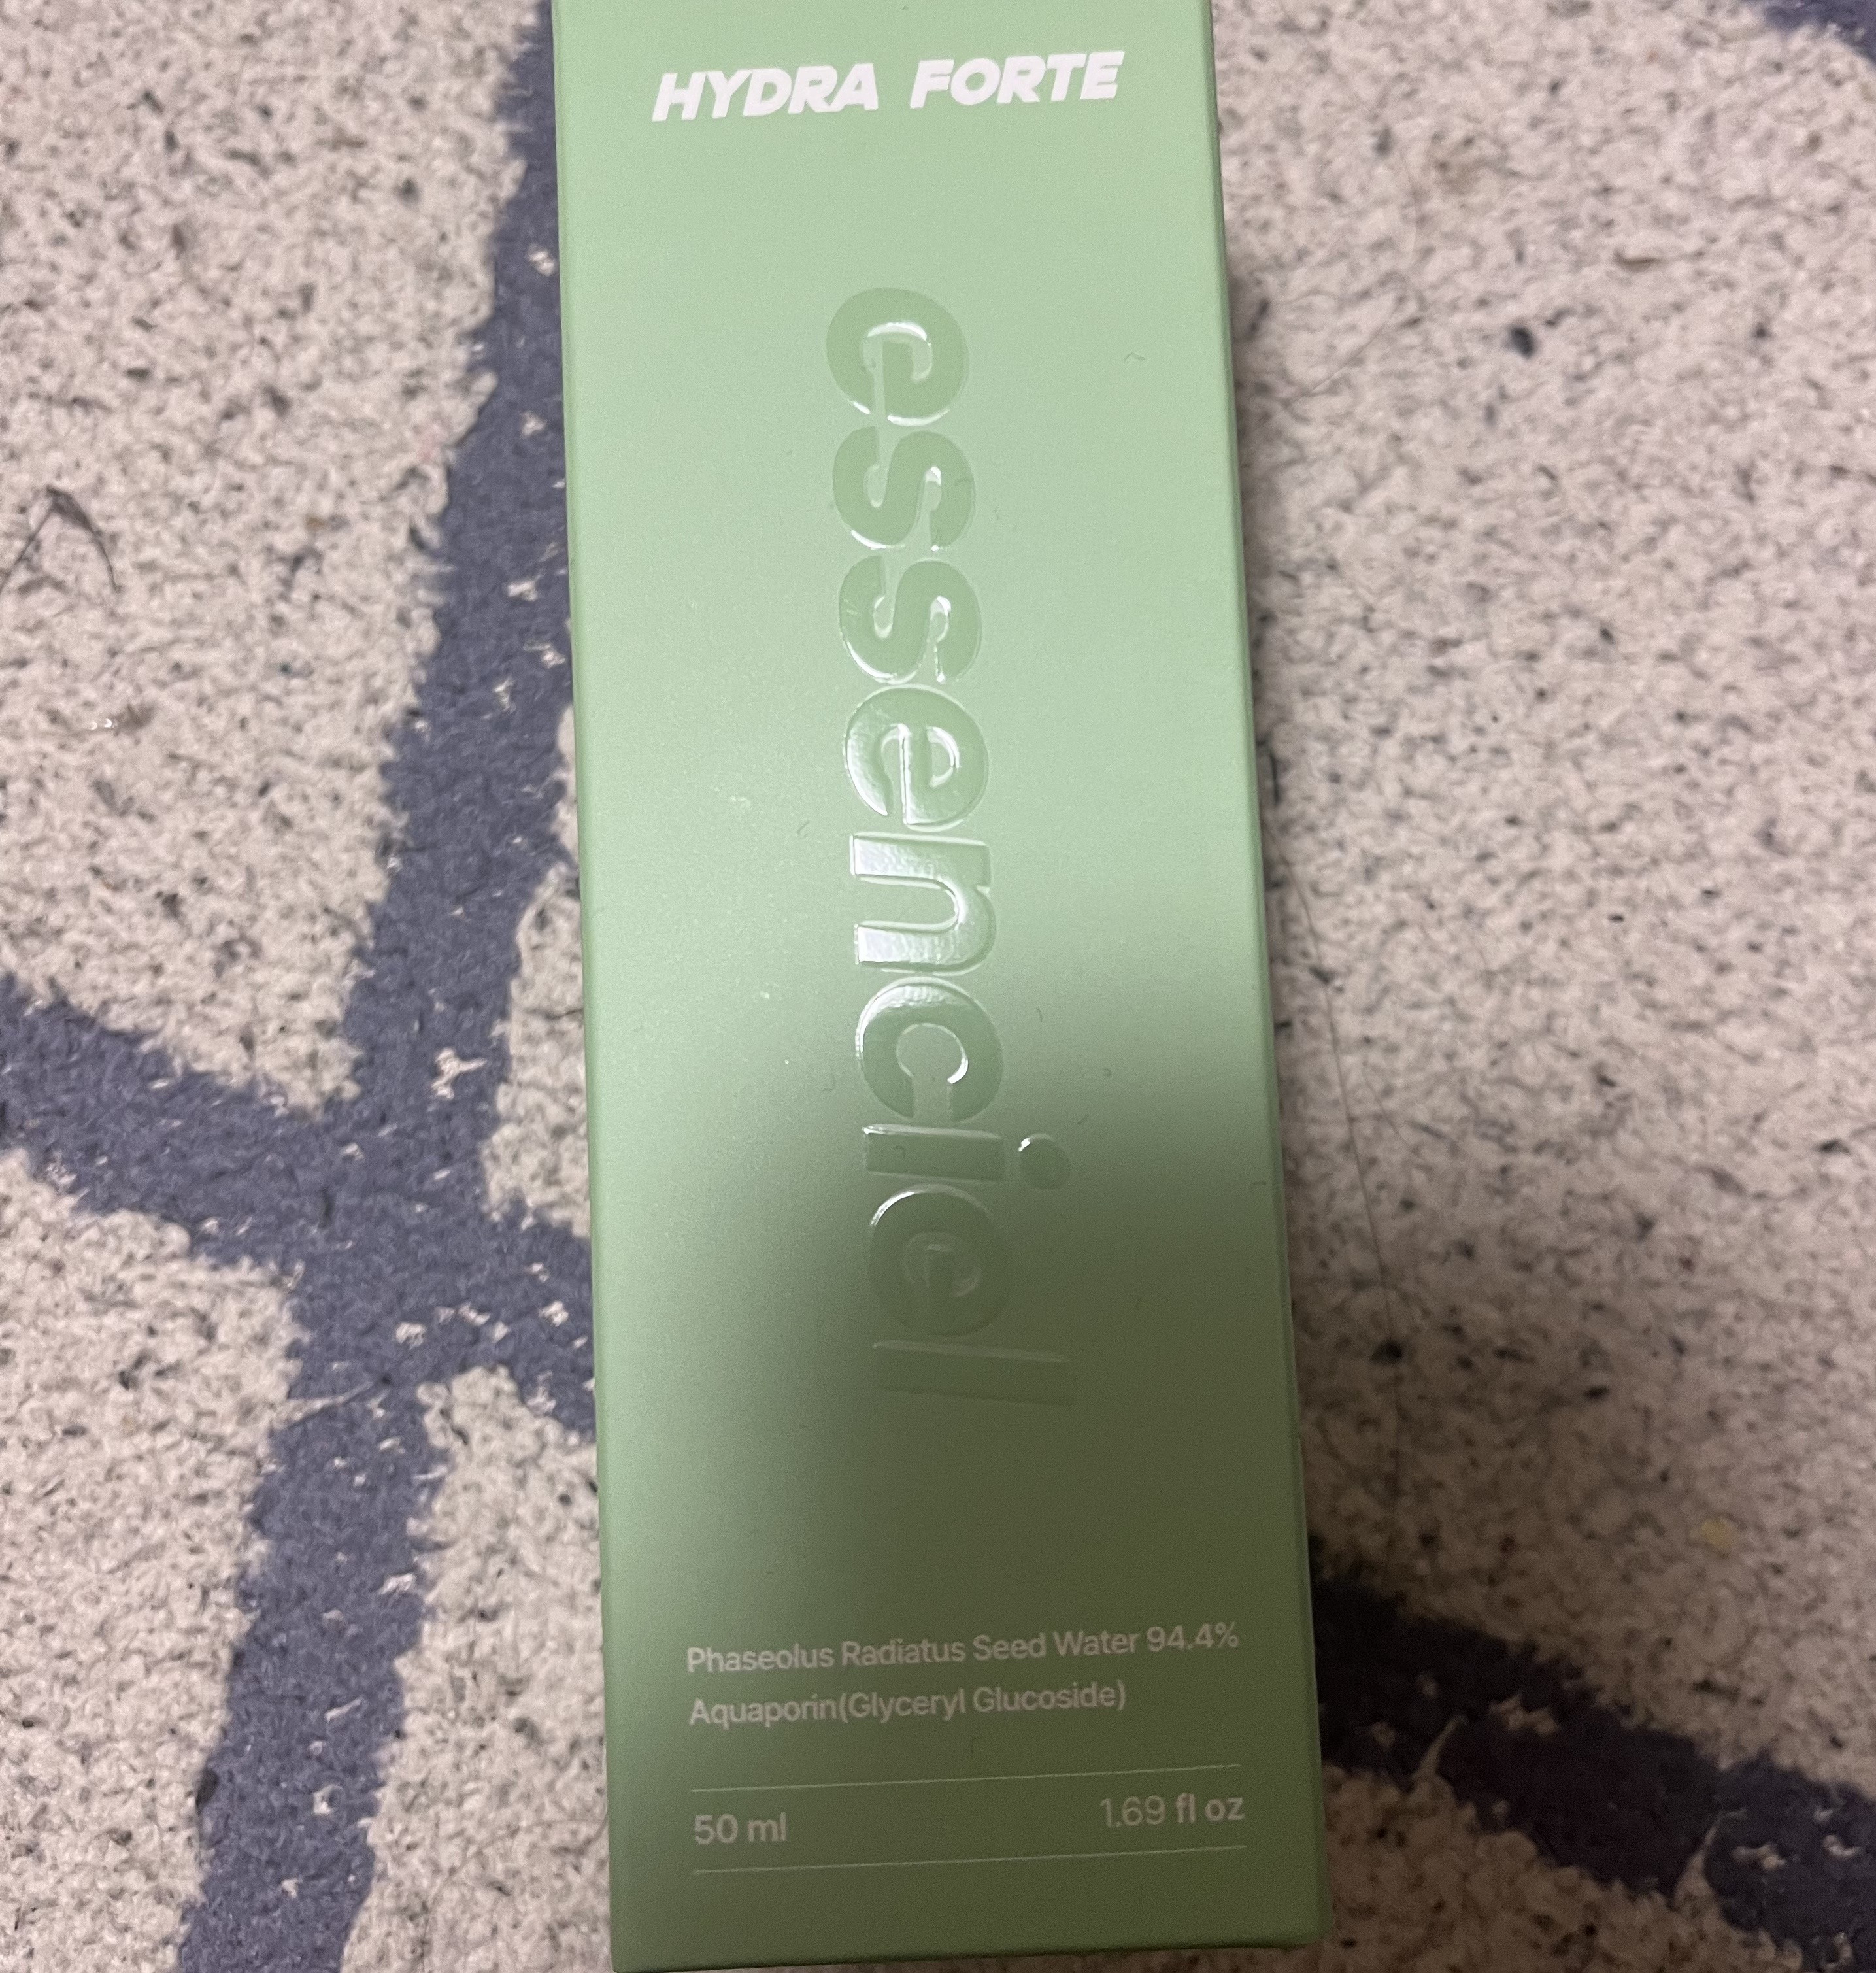 HYDRA FORTE
essenciel
Phaseolus Radiatus Seed Water 94.4%
Aquaporin(Glyceryl Glucoside)
50 ml 1.69 fl oz